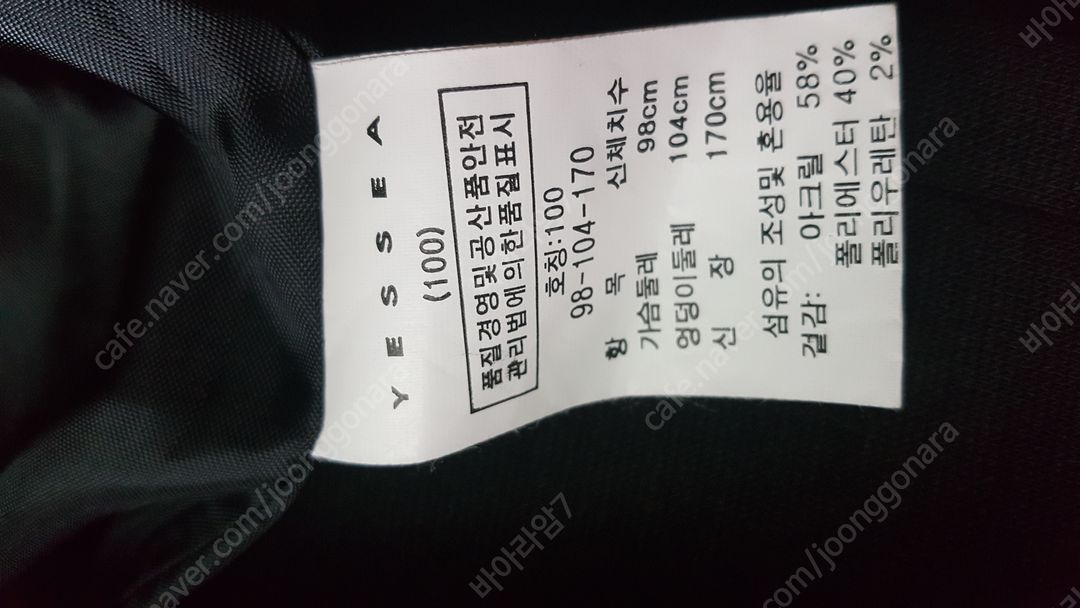 YESSEA
(100)
품질경영및공산품안전
관리법에의한품질표시
호칭:100
98-104-170
항 목 신체치수
가슴둘레 98cm
엉덩이둘레 104cm
신 장 170cm
섬유의 조성및 혼용율
겉감: 아크릴 58%
폴리에스터 40%
폴리우레탄 2%
cafe.naver.com/joonggonara
바야라임7